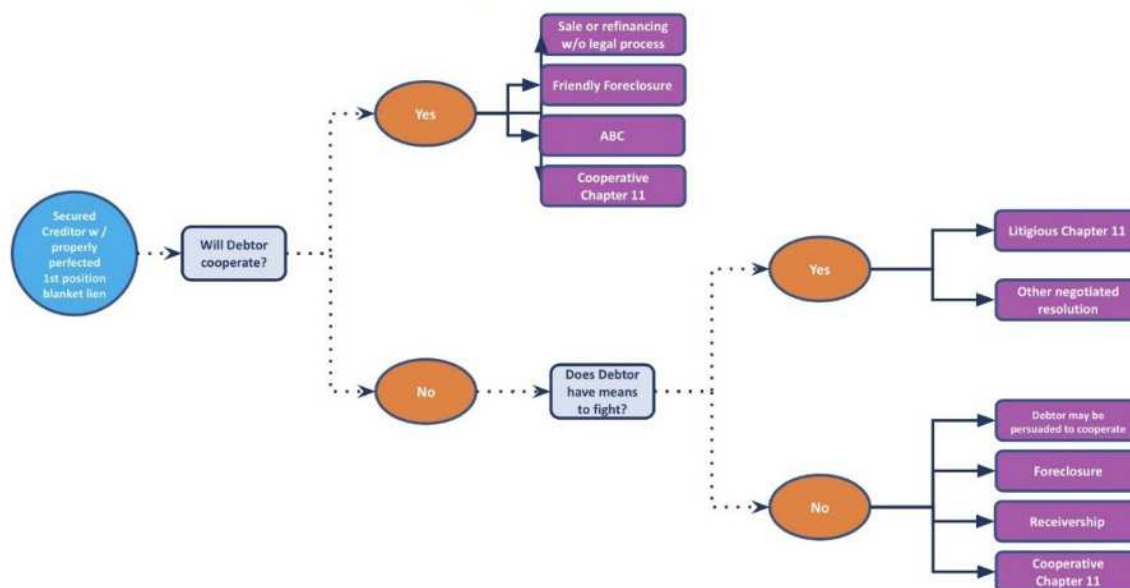 Sale or refinancing
w/o legal process
Friendly Foreclosure
Yes
ABC
Cooperative
Chapter 11
Secured
Creditor w /
properly
perfected
1st position
blanket lien
Will Debtor
cooperate?
Litigious Chapter 11
Yes
Other negotiated
resolution
No
Does Debtor
have means
to fight?
Debtor may be
persuaded to cooperate
Foreclosure
No
Receivership
Cooperative
Chapter 11